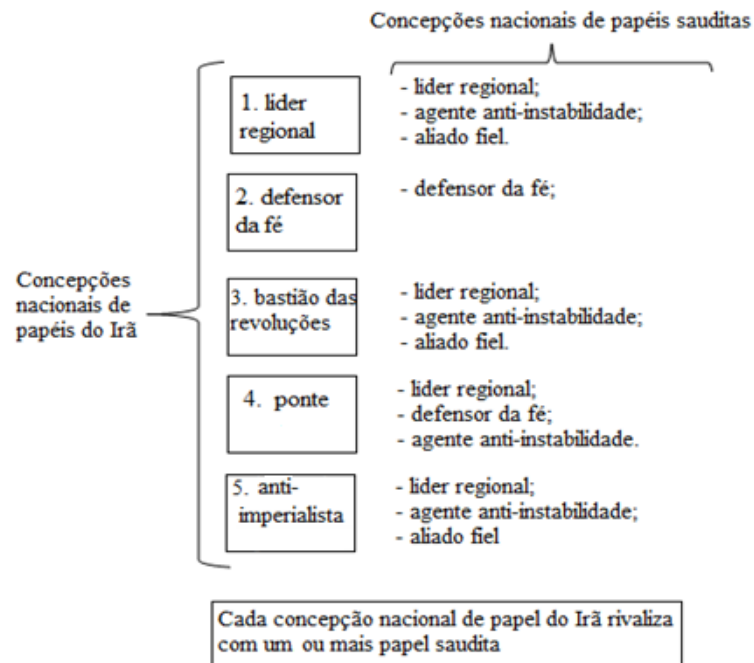 Concepções nacionais de papéis sauditas
1. lider
regional
- lider regional;
- agente anti-instabilidade;
- aliado fiel.
2. defensor
da fé
- defensor da fé;
Concepções
nacionais de
papéis do Irã
3. bastião das
revoluções
- lider regional;
- agente anti-instabilidade;
- aliado fiel.
4. ponte
- lider regional;
- defensor da fé;
- agente anti-instabilidade.
5. anti-
imperialista
- lider regional;
- agente anti-instabilidade;
- aliado fiel
Cada concepção nacional de papel do Irã rivaliza
com um ou mais papel saudita